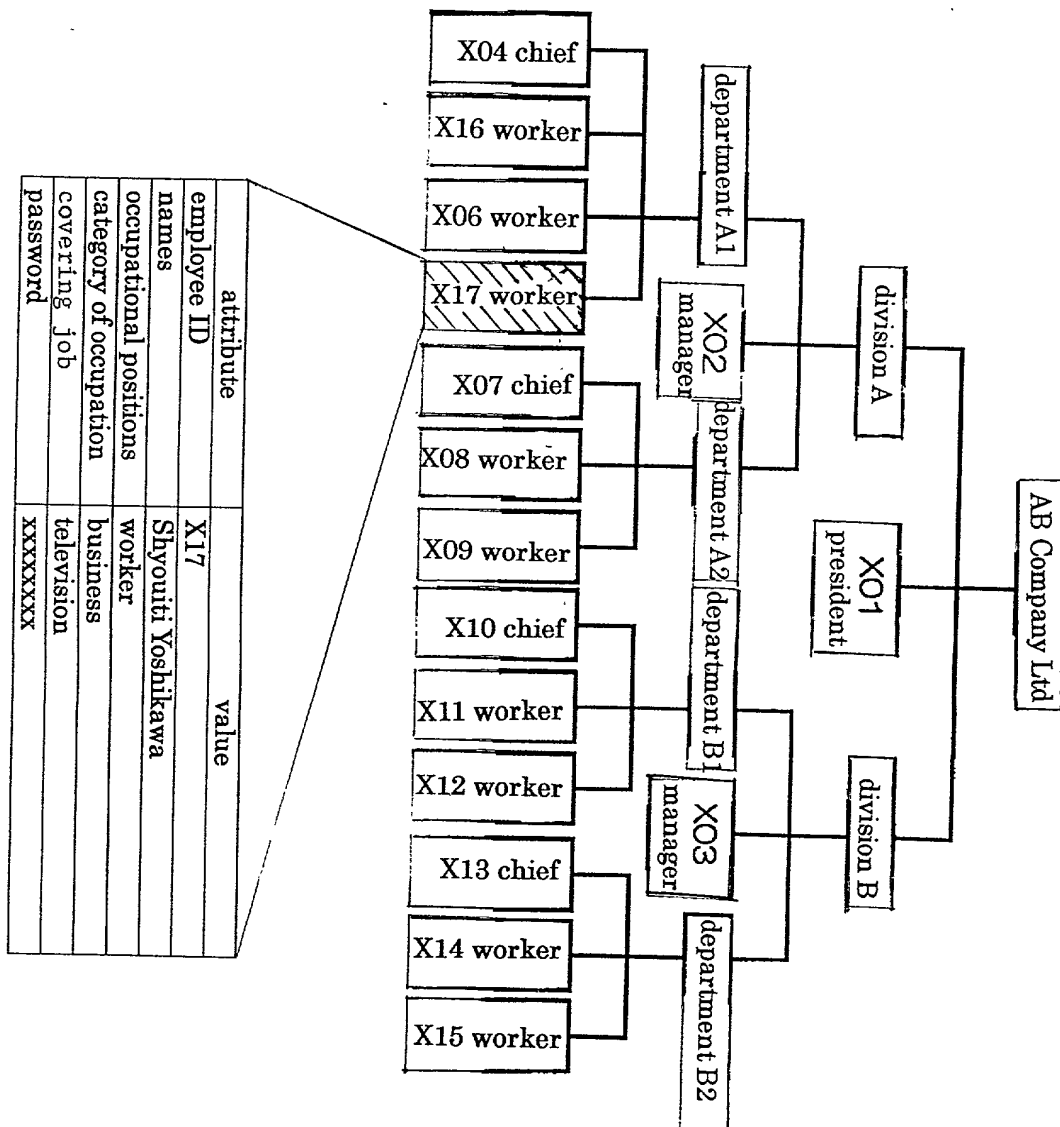 AB Company Ltd
X01
president
division A
division B
X02
manager
X03
manager
department A1
department A2
department B1
department B2
X04 chief
X16 worker
X06 worker
X17 worker
X07 chief
X08 worker
X09 worker
X10 chief
X11 worker
X12 worker
X13 chief
X14 worker
X15 worker
attribute value
employee ID X17
names Shyouiti Yoshikawa
occupational positions worker
category of occupation business
covering job television
password xxxxxxxx